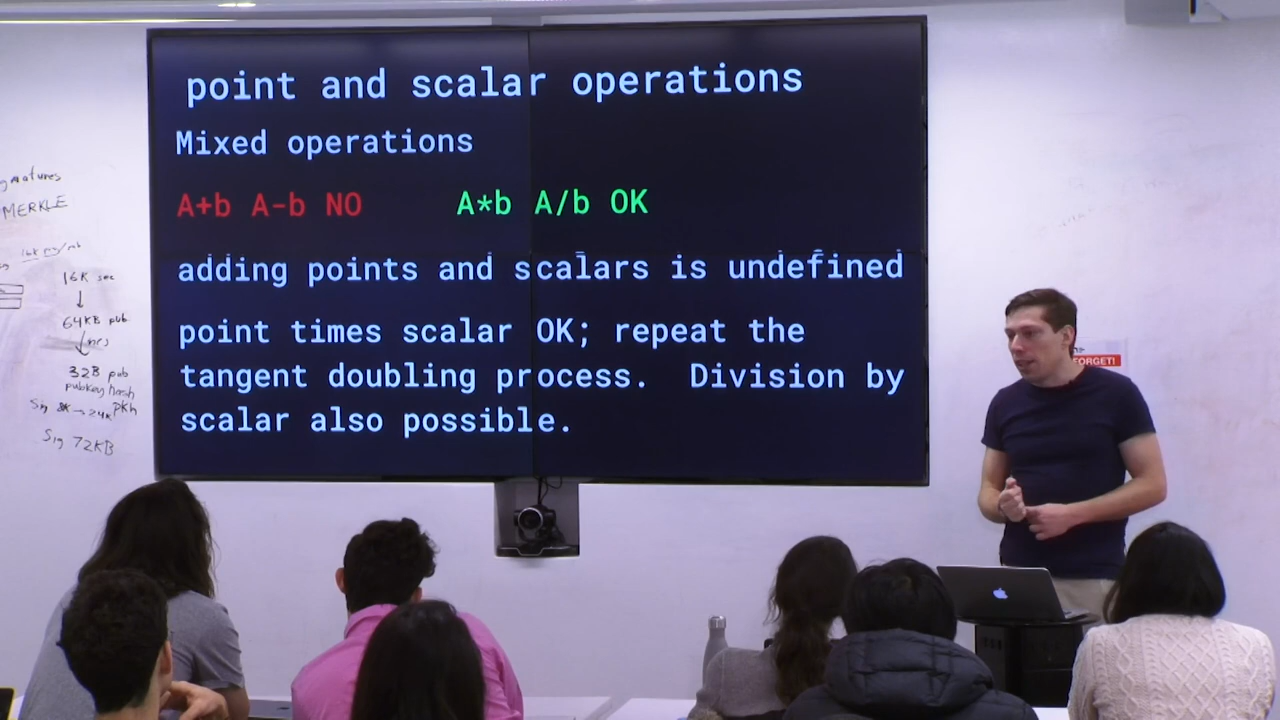 point and scalar operations
Mixed operations
A+b A-b NO A*b A/b OK
adding points and scalars is undefined
point times scalar OK; repeat the
tangent doubling process. Division by
scalar also possible.
MERKLE
16K sec
↓
64KB pub
32B pub
pubkey hash
pkh
Sig 72KB
FORGET!